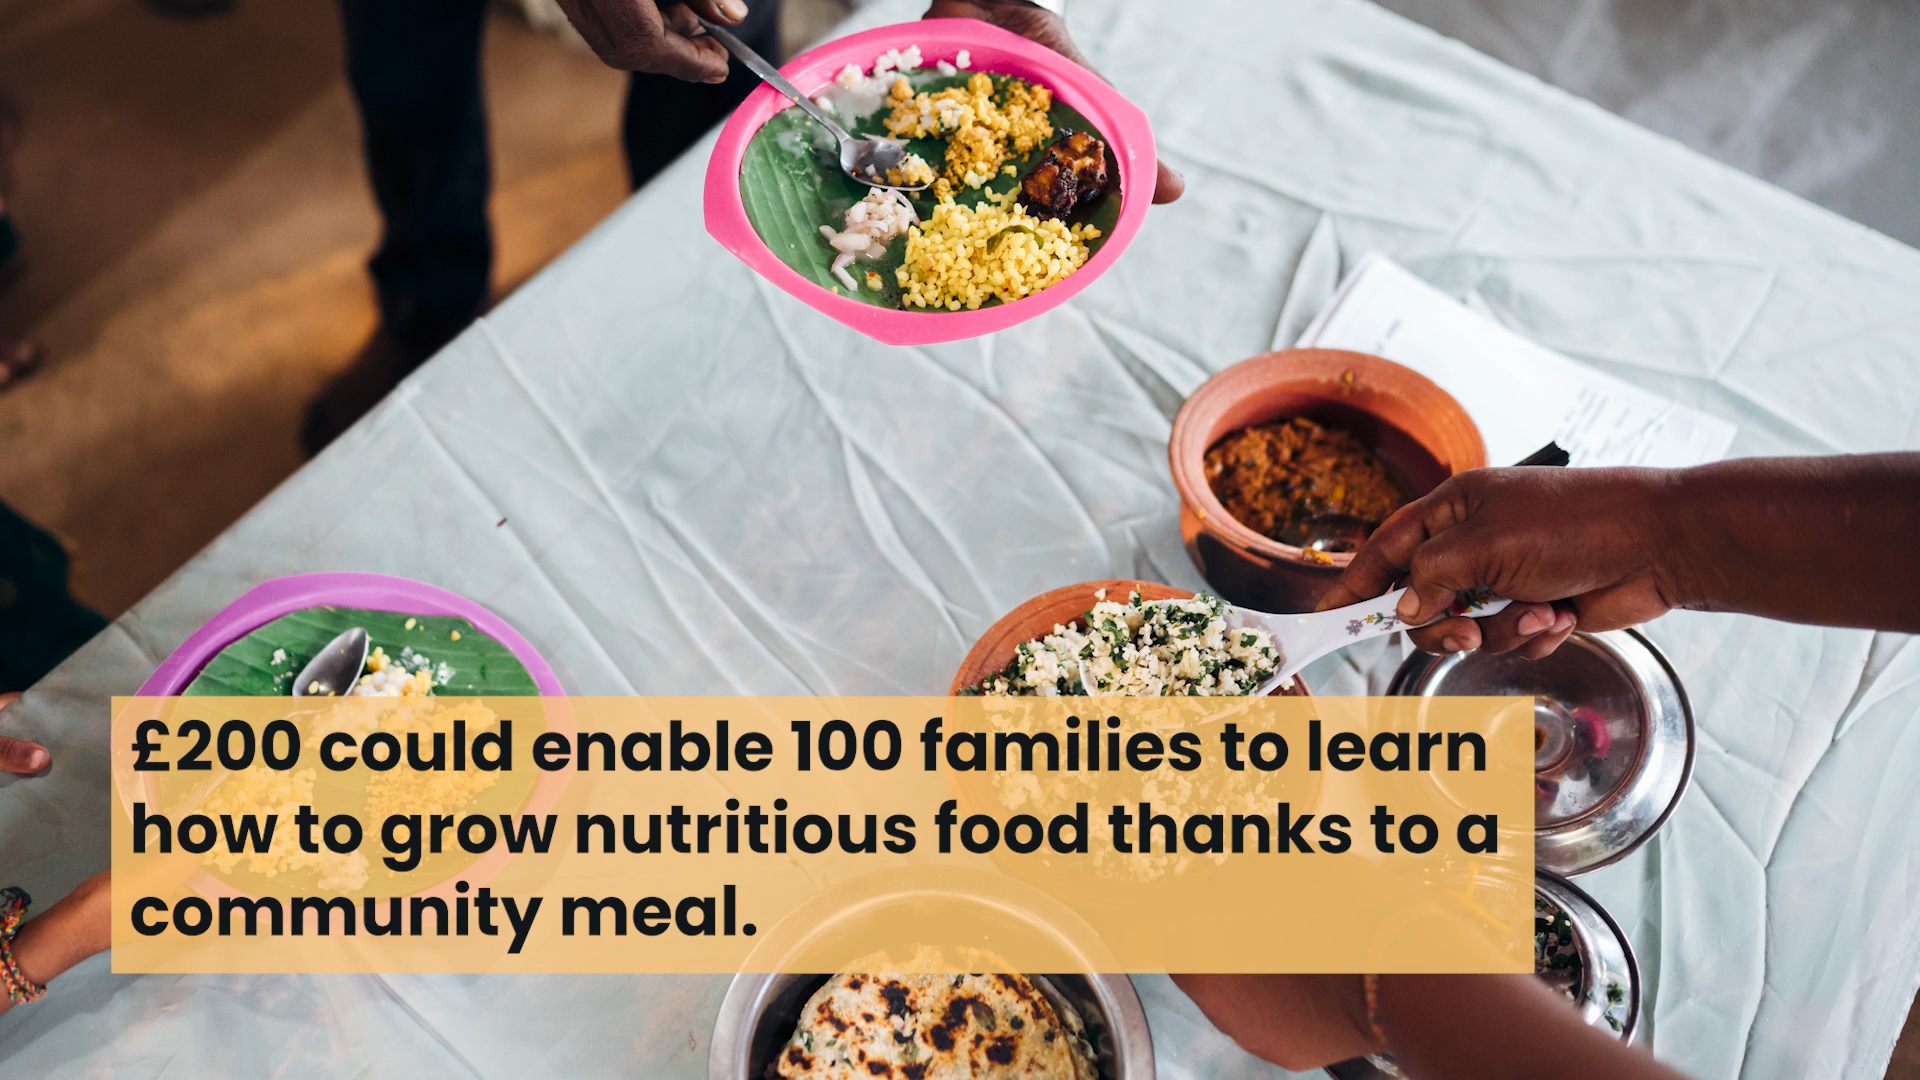 £200 could enable 100 families to learn
how to grow nutritious food thanks to a
community meal.